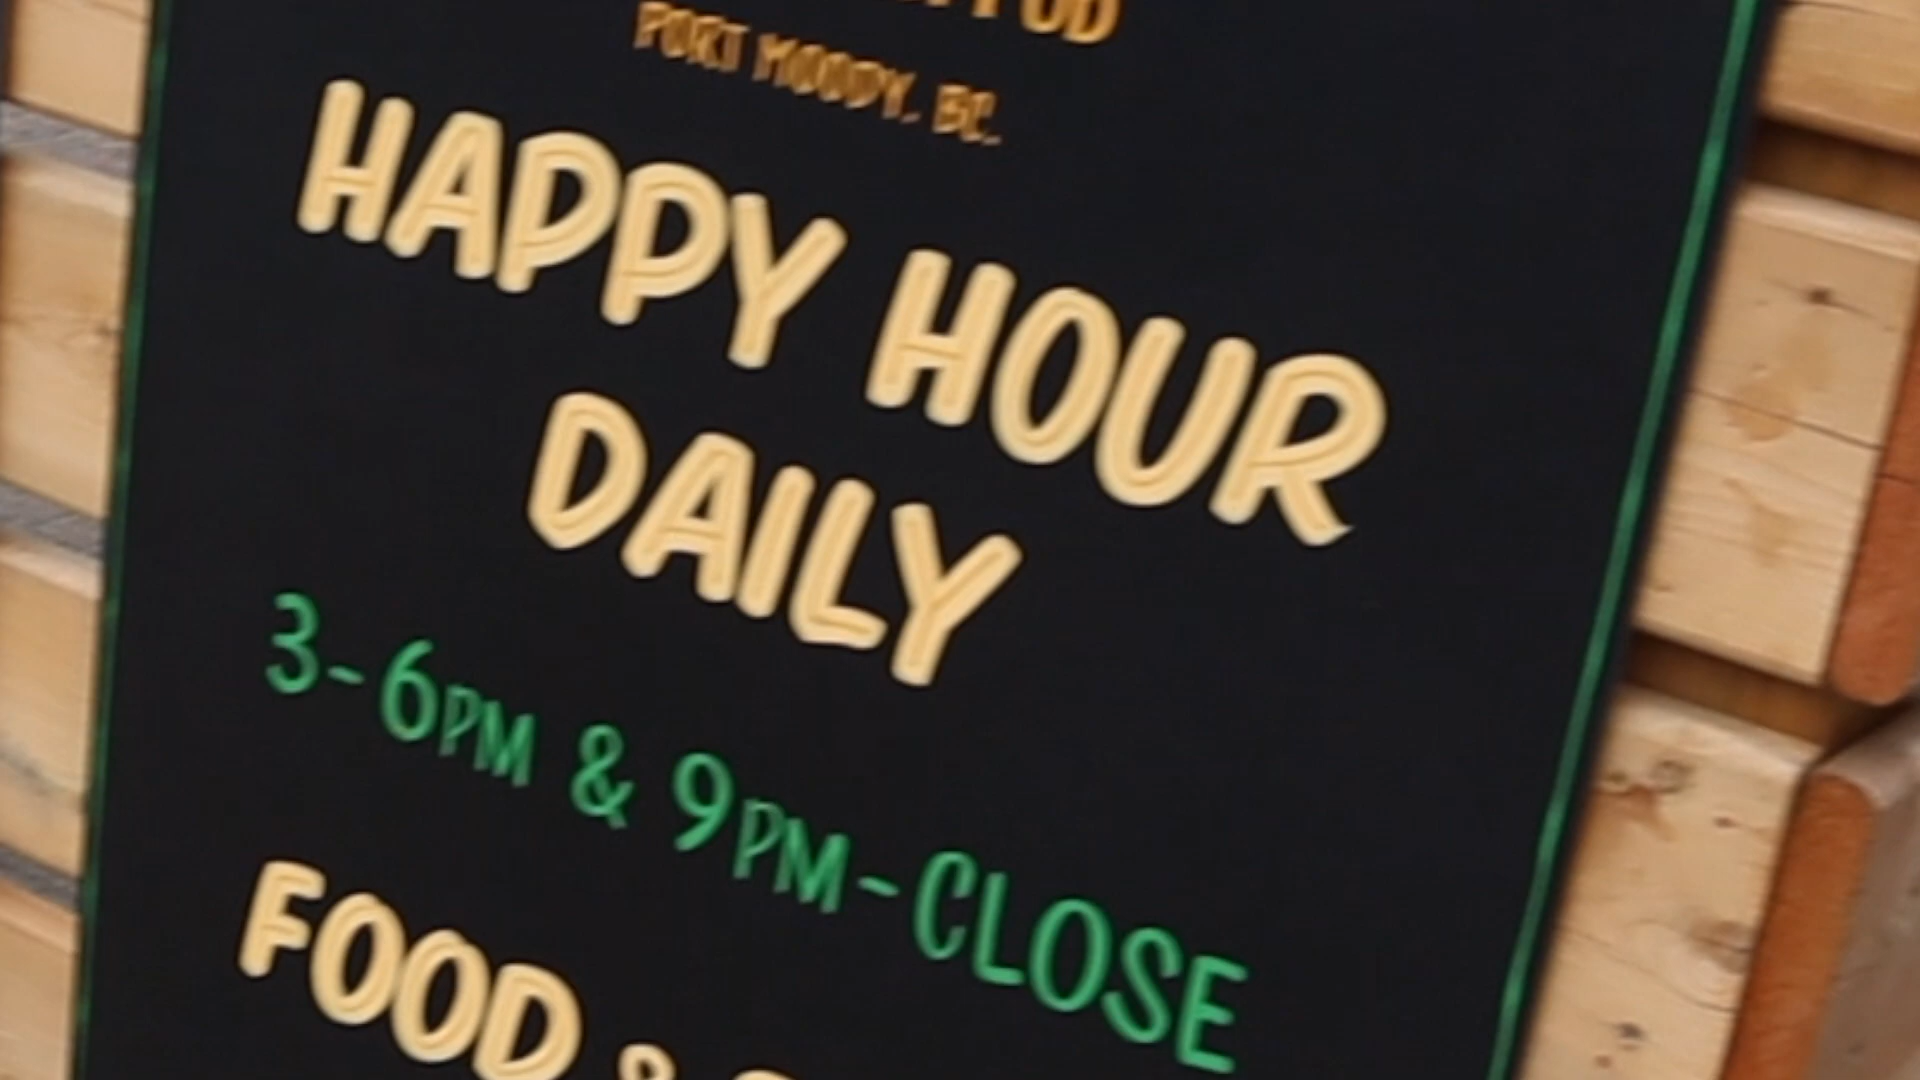 PORT MOODY, BC.
HAPPY HOUR
DAILY
3-6PM & 9PM-CLOSE
FOOD &